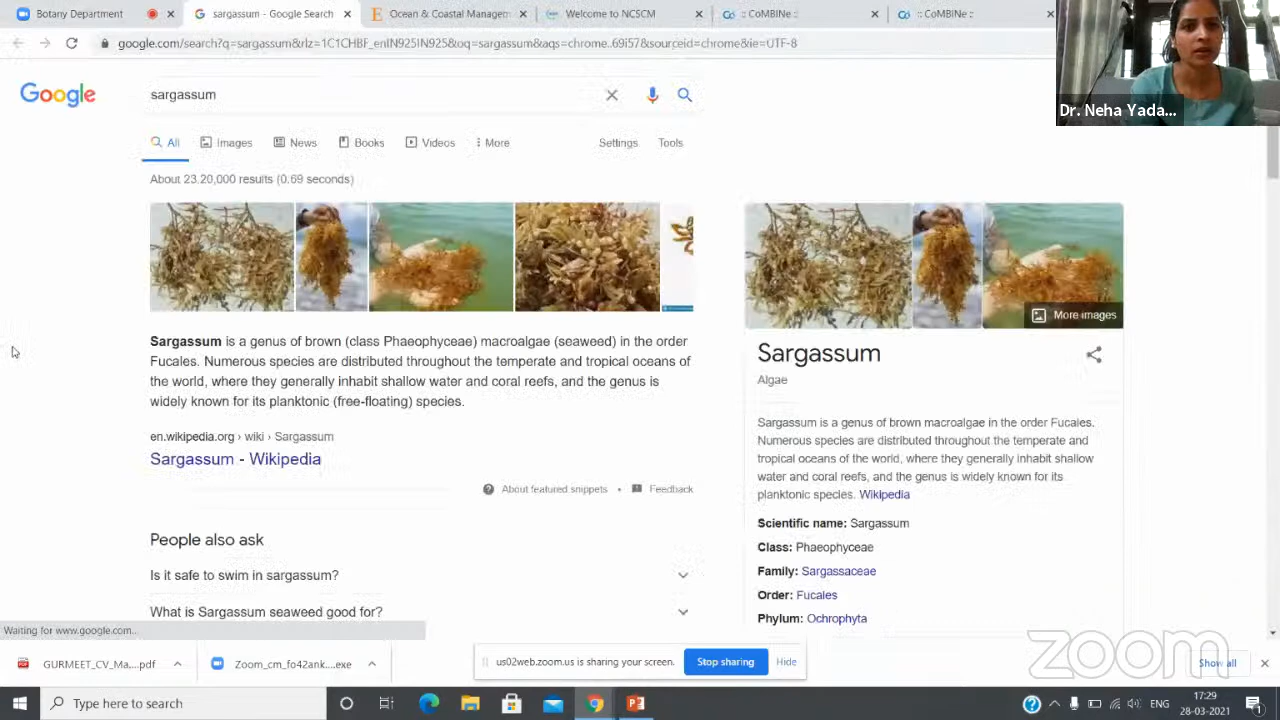 Botany Department
sargassum - Google Search
Ocean & Coastal Managem
Welcome to NCSCM
:: CoMBINe ::
:: CoMBINe ::
google.com/search?q=sargassum&rlz=1C1CHBF_enIN925IN925&oq=sargassum&aqs=chrome..69i57&sourceid=chrome&ie=UTF-8
Dr. Neha Yada...
Google
sargassum
All
Images
News
Books
Videos
More
Settings
Tools
About 23,20,000 results (0.69 seconds)
More images
Sargassum is a genus of brown (class Phaeophyceae) macroalgae (seaweed) in the order
Fucales. Numerous species are distributed throughout the temperate and tropical oceans of
the world, where they generally inhabit shallow water and coral reefs, and the genus is
widely known for its planktonic (free-floating) species.
en.wikipedia.org › wiki › Sargassum
Sargassum - Wikipedia
About featured snippets • Feedback
People also ask
Is it safe to swim in sargassum?
What is Sargassum seaweed good for?
Sargassum
Algae
Sargassum is a genus of brown macroalgae in the order Fucales.
Numerous species are distributed throughout the temperate and
tropical oceans of the world, where they generally inhabit shallow
water and coral reefs, and the genus is widely known for its
planktonic species. Wikipedia
Scientific name: Sargassum
Class: Phaeophyceae
Family: Sargassaceae
Order: Fucales
Phylum: Ochrophyta
Waiting for www.google.com...
GURMEET_CV_Ma....pdf
Zoom_cm_fo42ank....exe
us02web.zoom.us is sharing your screen.
Stop sharing
Hide
zoom
Show all
Type here to search
ENG
17:29
28-03-2021
1